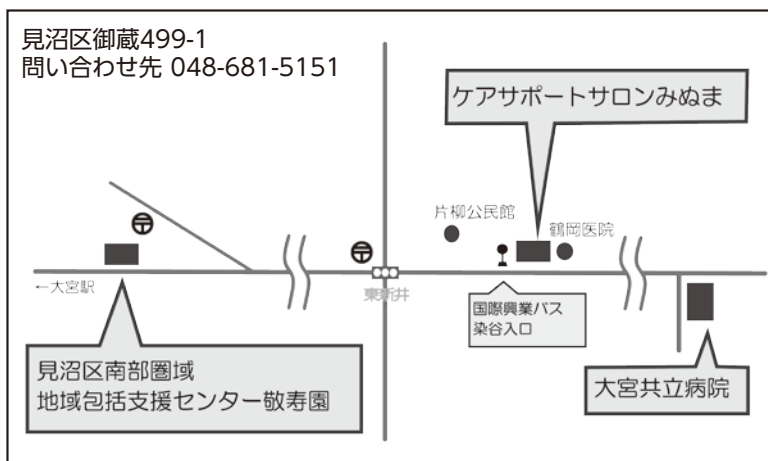 見沼区御蔵499-1
問い合わせ先 048-681-5151
ケアサポートサロンみぬま
片柳公民館
鶴岡医院
←大宮駅
東新井
国際興業バス
染谷入口
見沼区南部圏域
地域包括支援センター敬寿園
大宮共立病院